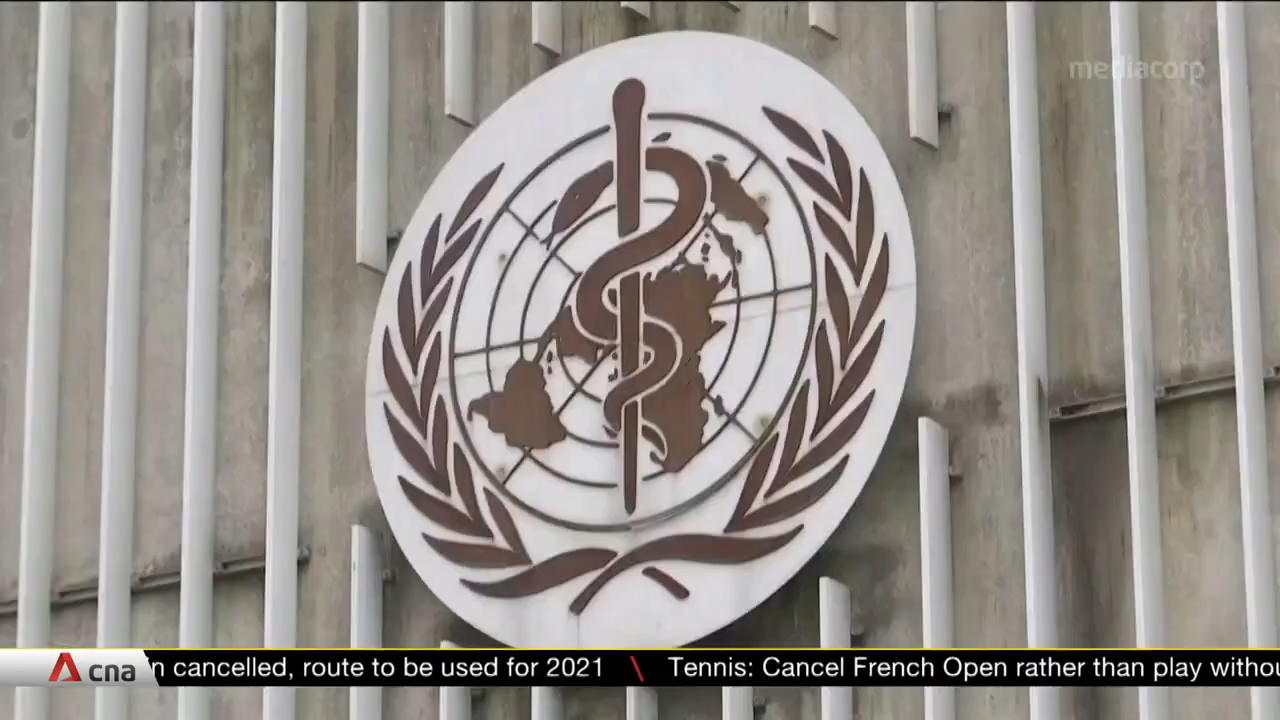 mediacorp
cna
n cancelled, route to be used for 2021 \ Tennis: Cancel French Open rather than play withou